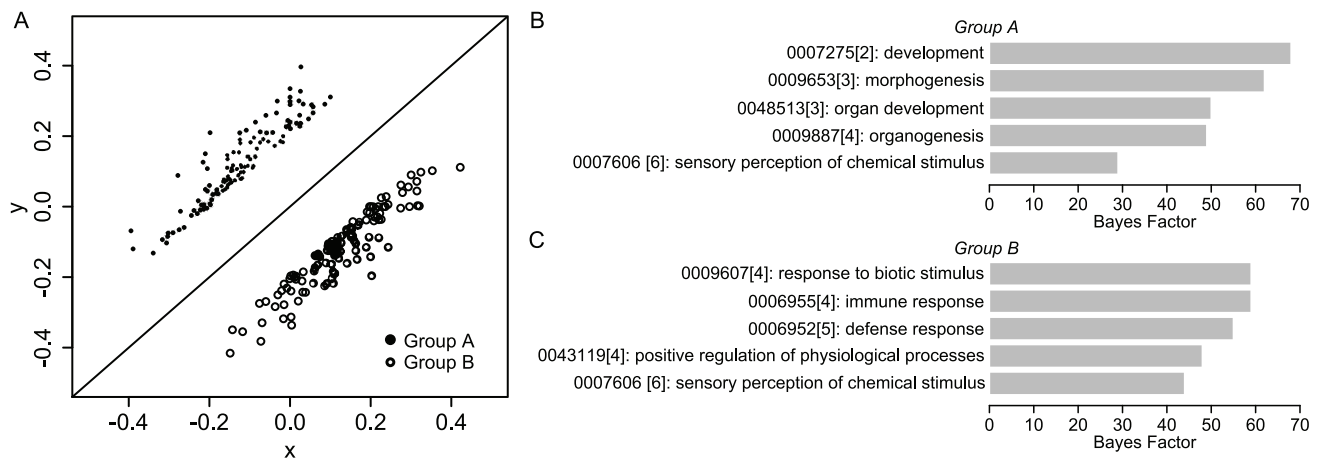 A
y
0.4
0.2
0.0
-0.2
-0.4
Group A
Group B
-0.4 -0.2 0.0 0.2 0.4
x
B
Group A
0007275[2]: development
0009653[3]: morphogenesis
0048513[3]: organ development
0009887[4]: organogenesis
0007606 [6]: sensory perception of chemical stimulus
0 10 20 30 40 50 60 70
Bayes Factor
C
Group B
0009607[4]: response to biotic stimulus
0006955[4]: immune response
0006952[5]: defense response
0043119[4]: positive regulation of physiological processes
0007606 [6]: sensory perception of chemical stimulus
0 10 20 30 40 50 60 70
Bayes Factor